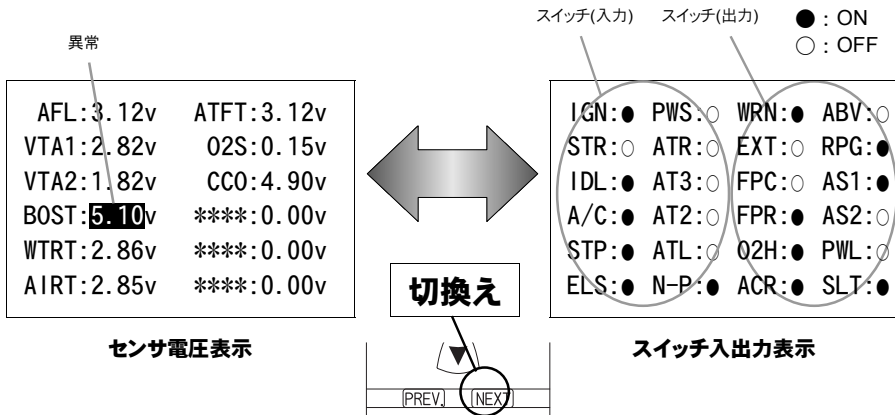 スイッチ(入力) スイッチ(出力) ●：ON
○：OFF
異常
AFL:3.12v ATFT:3.12v
VTA1:2.82v O2S:0.15v
VTA2:1.82v CCO:4.90v
BOST:5.10v ****:0.00v
WTRT:2.86v ****:0.00v
AIRT:2.85v ****:0.00v
センサ電圧表示
IGN:● PWS:○ WRN:● ABV:○
STR:○ ATR:○ EXT:○ RPG:●
IDL:● AT3:○ FPC:○ AS1:●
A/C:● AT2:○ FPR:● AS2:○
STP:● ATL:○ O2H:● PWL:○
ELS:● N-P:● ACR:● SLT:●
スイッチ入出力表示
切換え
▼
PREV. NEXT